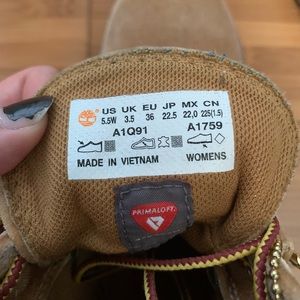 US UK EU JP MX CN
5.5W 3.5 36 22.5 22,0 225(1.5)
A1Q91 A1759
MADE IN VIETNAM WOMENS
PRIMALOFT